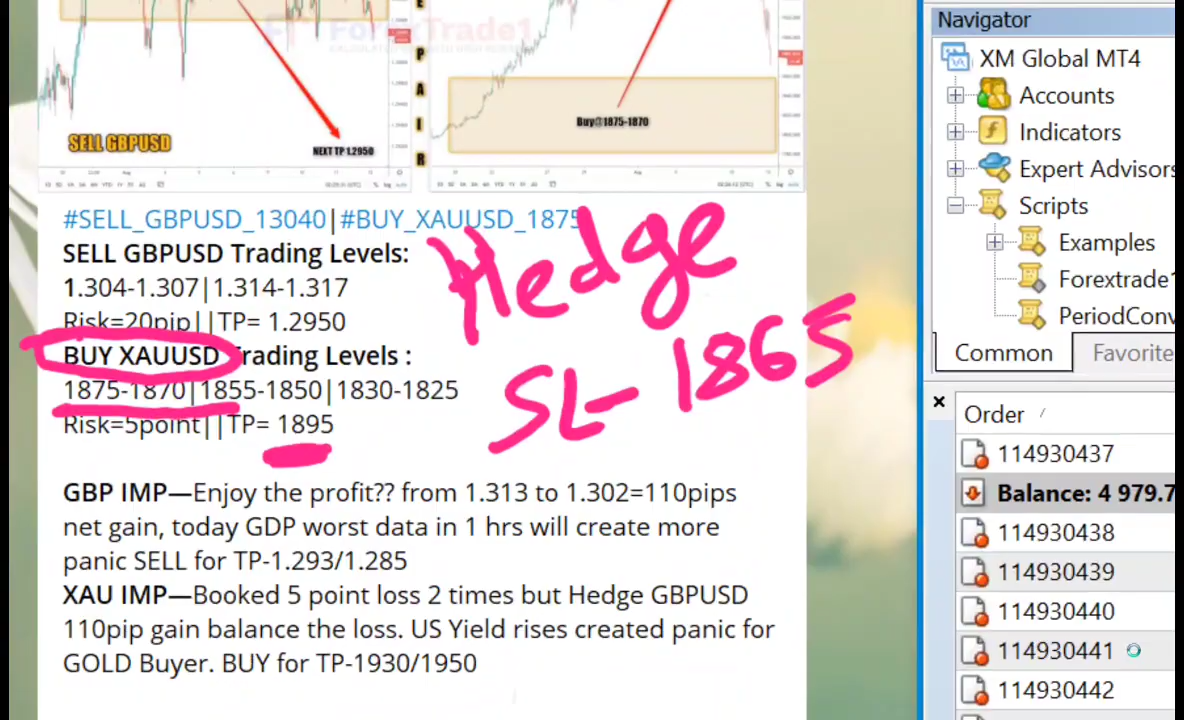 ForexTrade1
SELL GBPUSD
NEXT TP 1.2950
E
P
A
I
R
Buy@1875-1870
#SELL_GBPUSD_13040|#BUY_XAUUSD_1875
SELL GBPUSD Trading Levels:
1.304-1.307|1.314-1.317
Risk=20pip||TP= 1.2950
BUY XAUUSD Trading Levels :
1875-1870|1855-1850|1830-1825
Risk=5point||TP= 1895
Hedge
SL- 1865
GBP IMP—Enjoy the profit?? from 1.313 to 1.302=110pips
net gain, today GDP worst data in 1 hrs will create more
panic SELL for TP-1.293/1.285
XAU IMP—Booked 5 point loss 2 times but Hedge GBPUSD
110pip gain balance the loss. US Yield rises created panic for
GOLD Buyer. BUY for TP-1930/1950
Navigator
XM Global MT4
Accounts
Indicators
Expert Advisors
Scripts
Examples
Forextrade1
PeriodConv
Common
Favorite
Order
114930437
Balance: 4 979.7
114930438
114930439
114930440
114930441
114930442